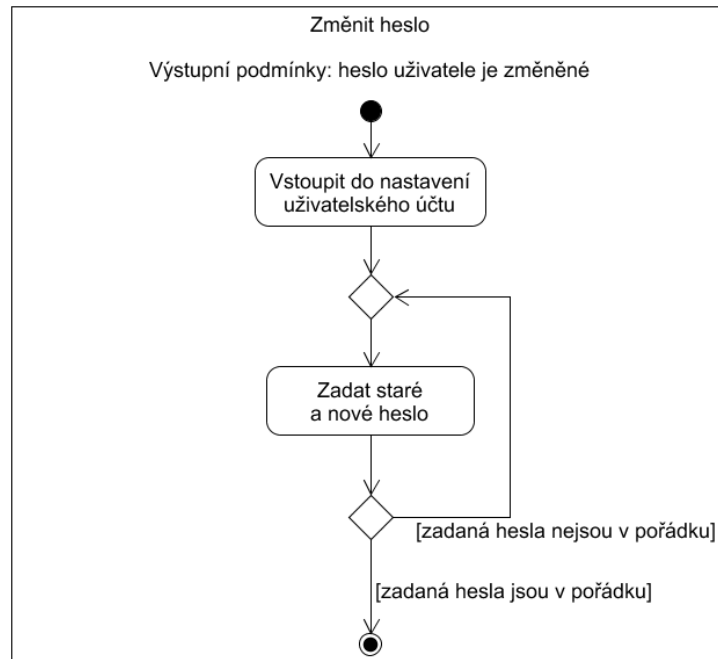 Změnit heslo
Výstupní podmínky: heslo uživatele je změněné
Vstoupit do nastavení
uživatelského účtu
Zadat staré
a nové heslo
[zadaná hesla nejsou v pořádku]
[zadaná hesla jsou v pořádku]